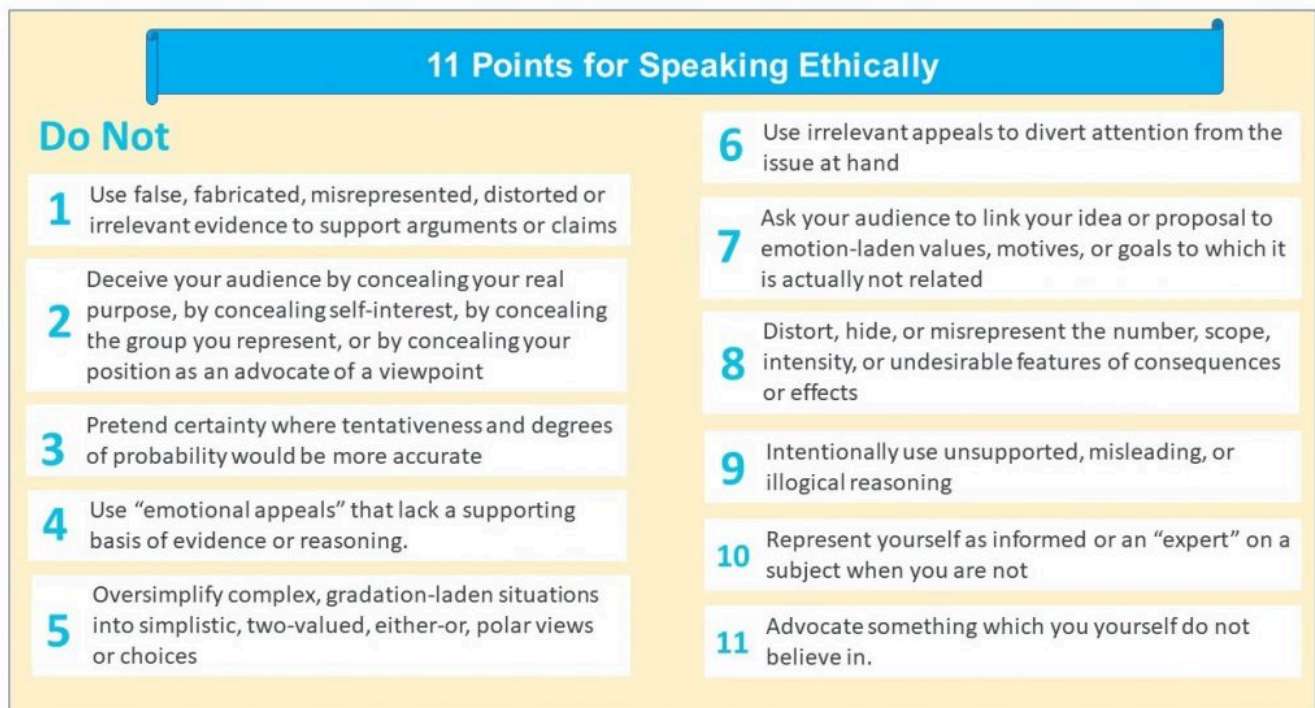 11 Points for Speaking Ethically
Do Not
1 Use false, fabricated, misrepresented, distorted or
irrelevant evidence to support arguments or claims
2 Deceive your audience by concealing your real
purpose, by concealing self-interest, by concealing
the group you represent, or by concealing your
position as an advocate of a viewpoint
3 Pretend certainty where tentativeness and degrees
of probability would be more accurate
4 Use “emotional appeals” that lack a supporting
basis of evidence or reasoning.
5 Oversimplify complex, gradation-laden situations
into simplistic, two-valued, either-or, polar views
or choices
6 Use irrelevant appeals to divert attention from the
issue at hand
7 Ask your audience to link your idea or proposal to
emotion-laden values, motives, or goals to which it
is actually not related
8 Distort, hide, or misrepresent the number, scope,
intensity, or undesirable features of consequences
or effects
9 Intentionally use unsupported, misleading, or
illogical reasoning
10 Represent yourself as informed or an “expert” on a
subject when you are not
11 Advocate something which you yourself do not
believe in.